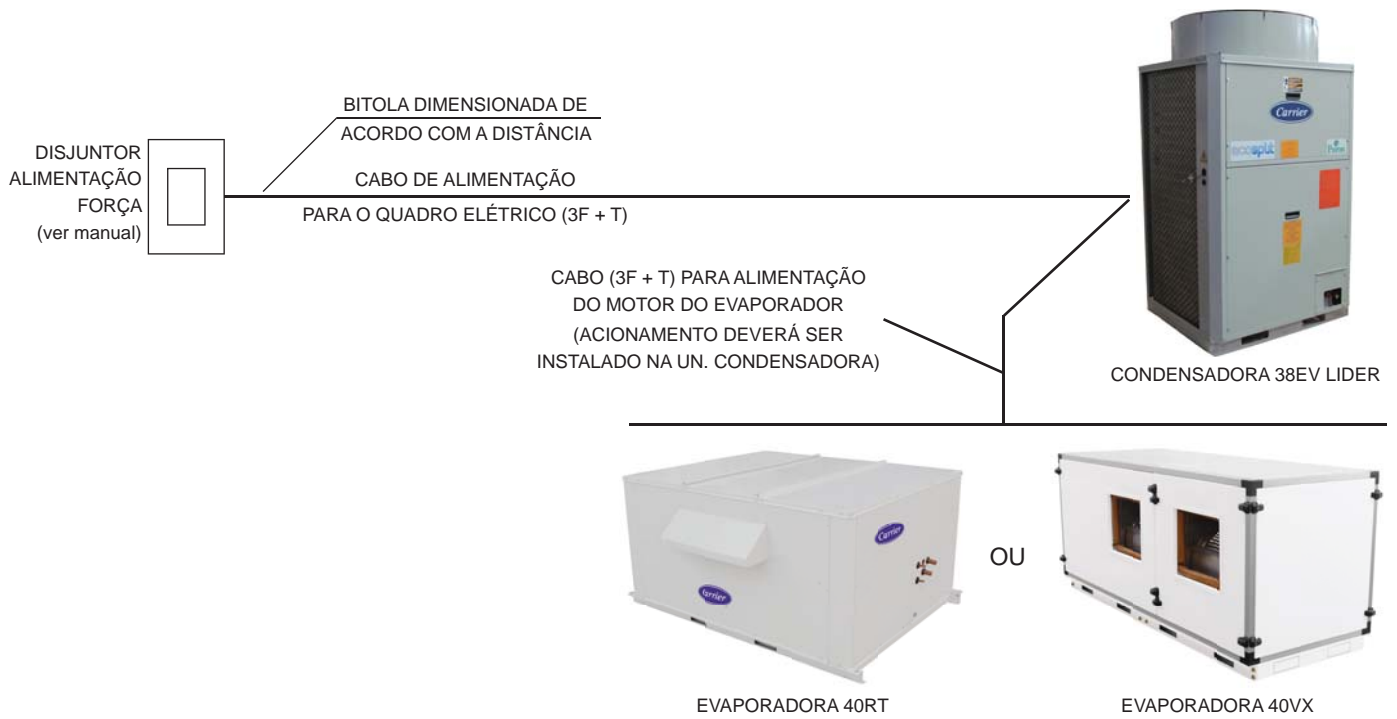 BITOLA DIMENSIONADA DE
ACORDO COM A DISTÂNCIA
DISJUNTOR
ALIMENTAÇÃO
FORÇA
(ver manual)
CABO DE ALIMENTAÇÃO
PARA O QUADRO ELÉTRICO (3F + T)
CABO (3F + T) PARA ALIMENTAÇÃO
DO MOTOR DO EVAPORADOR
(ACIONAMENTO DEVERÁ SER
INSTALADO NA UN. CONDENSADORA)
Carrier
ecosplit
CONDENSADORA 38EV LIDER
Carrier
Carrier
OU
EVAPORADORA 40RT
EVAPORADORA 40VX